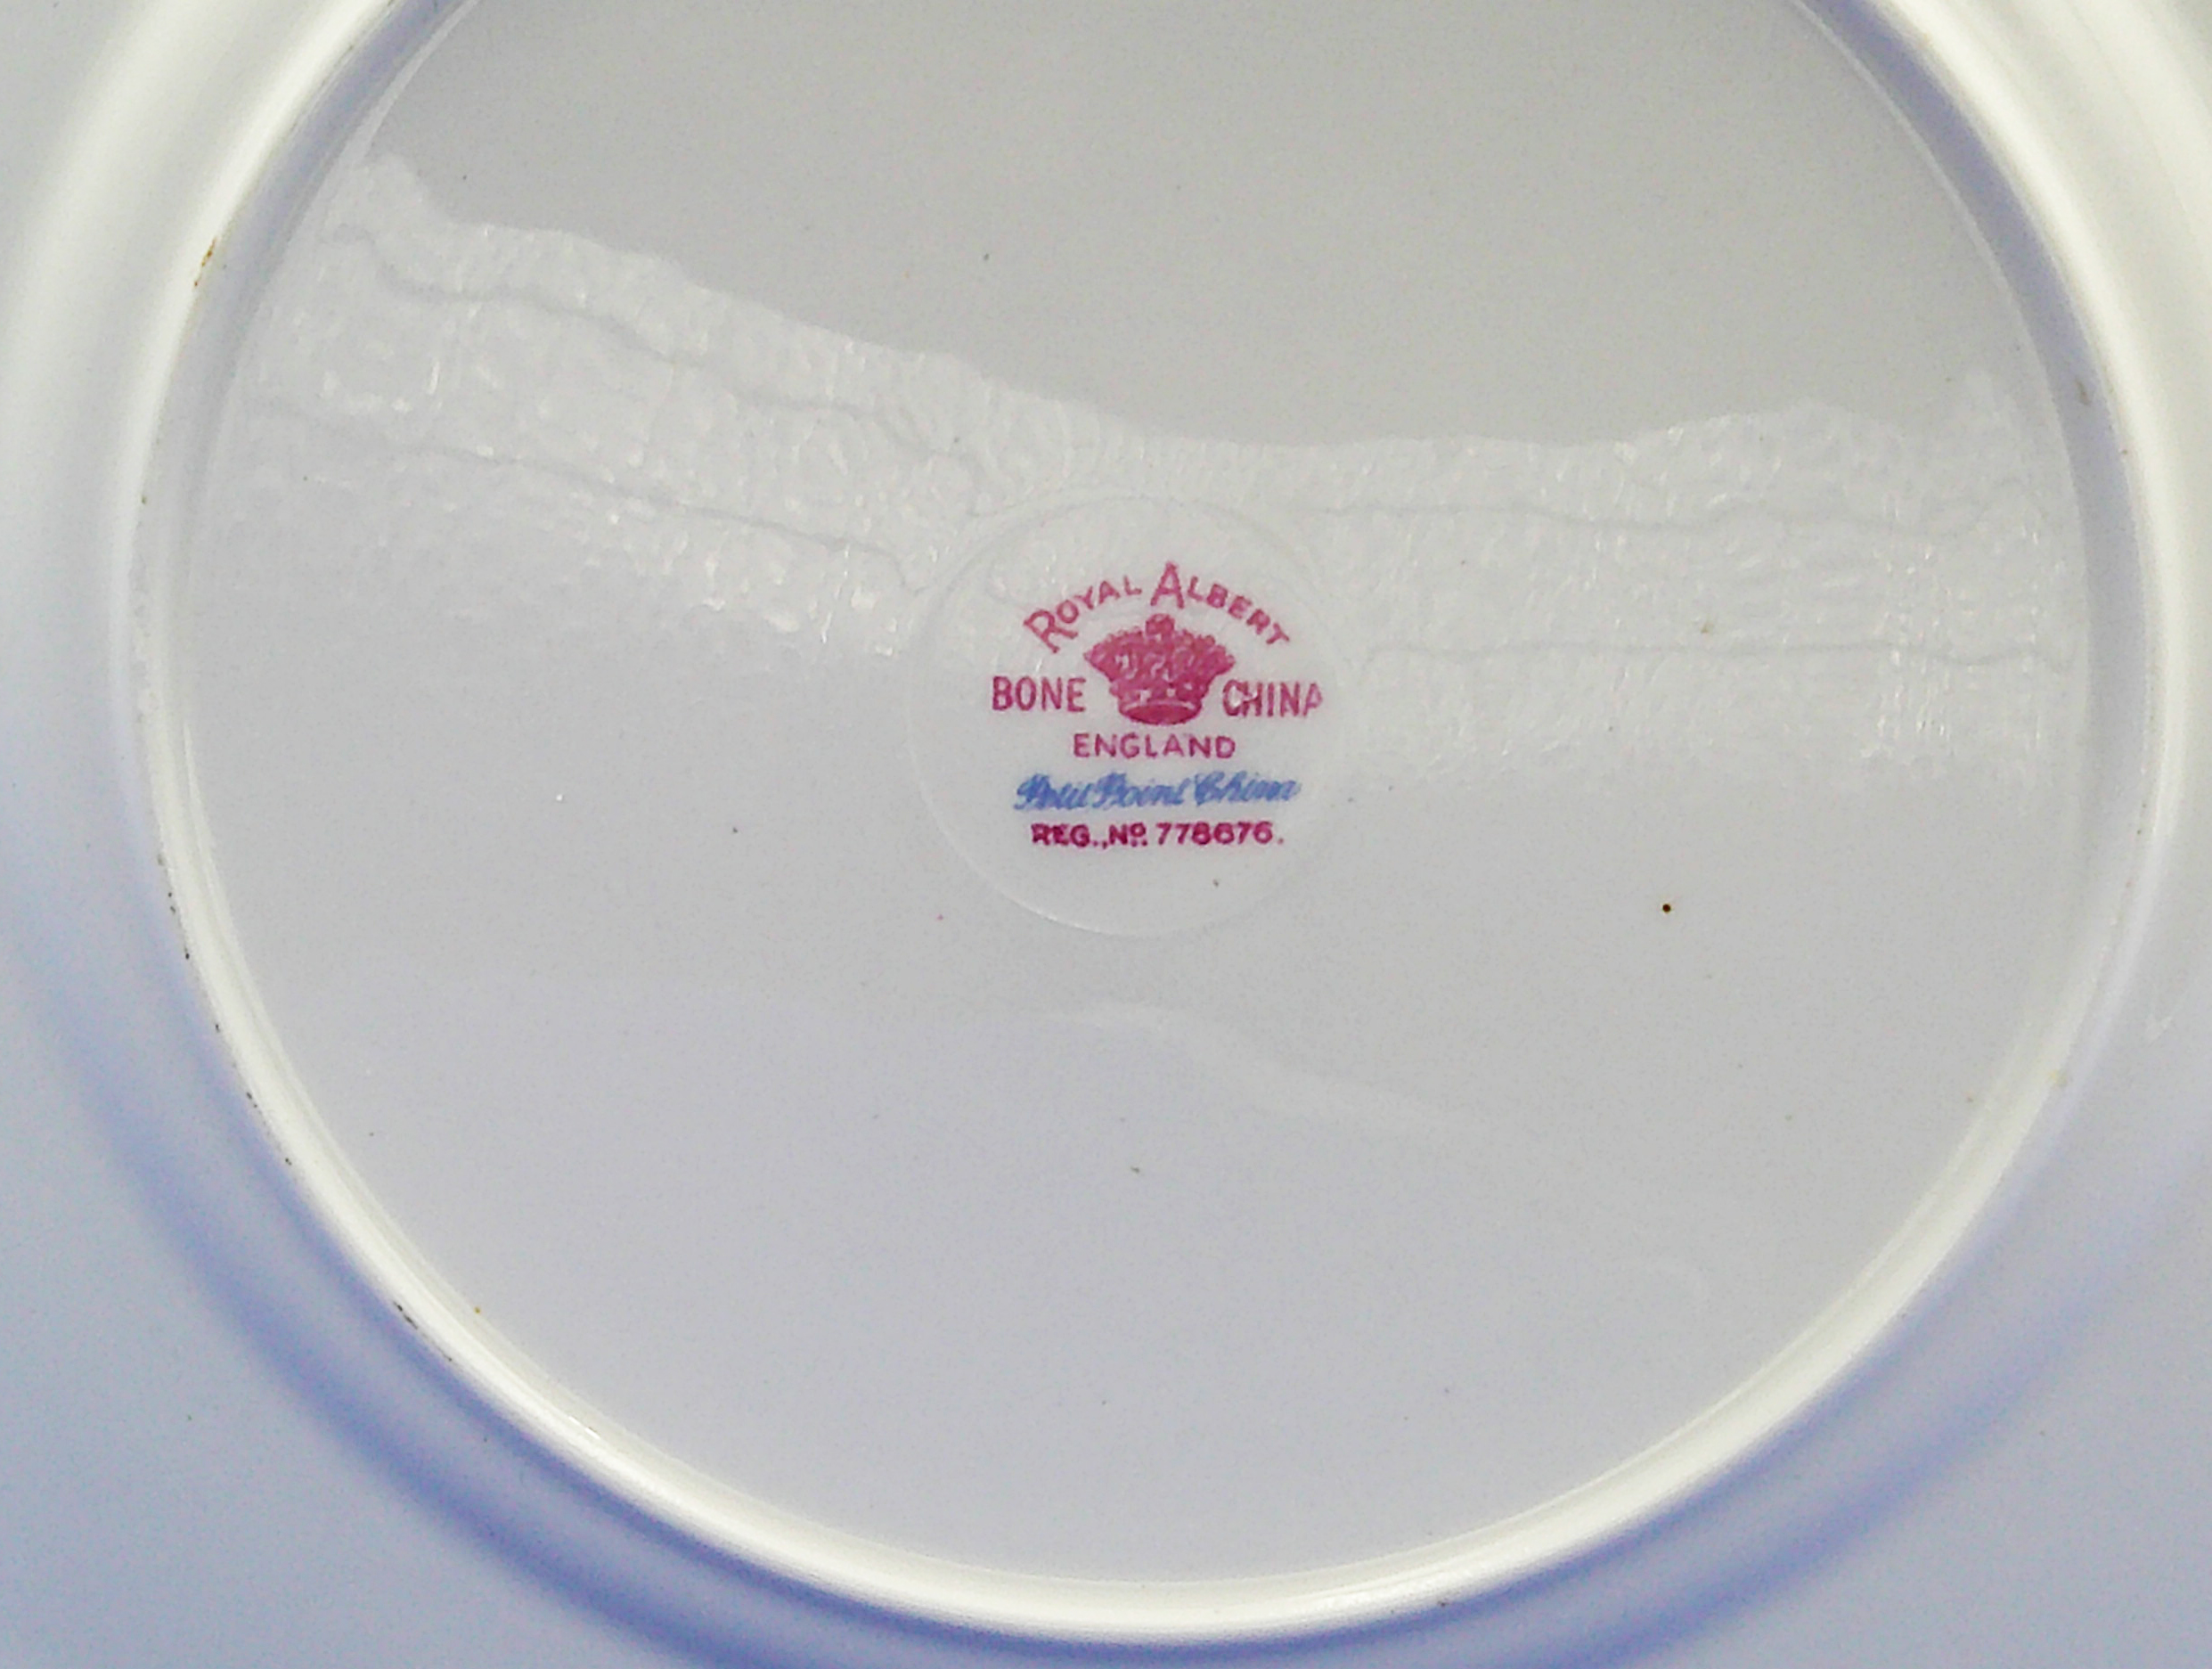 ROYAL ALBERT
BONE CHINA
ENGLAND
Petit Point China
REG., No. 778676.